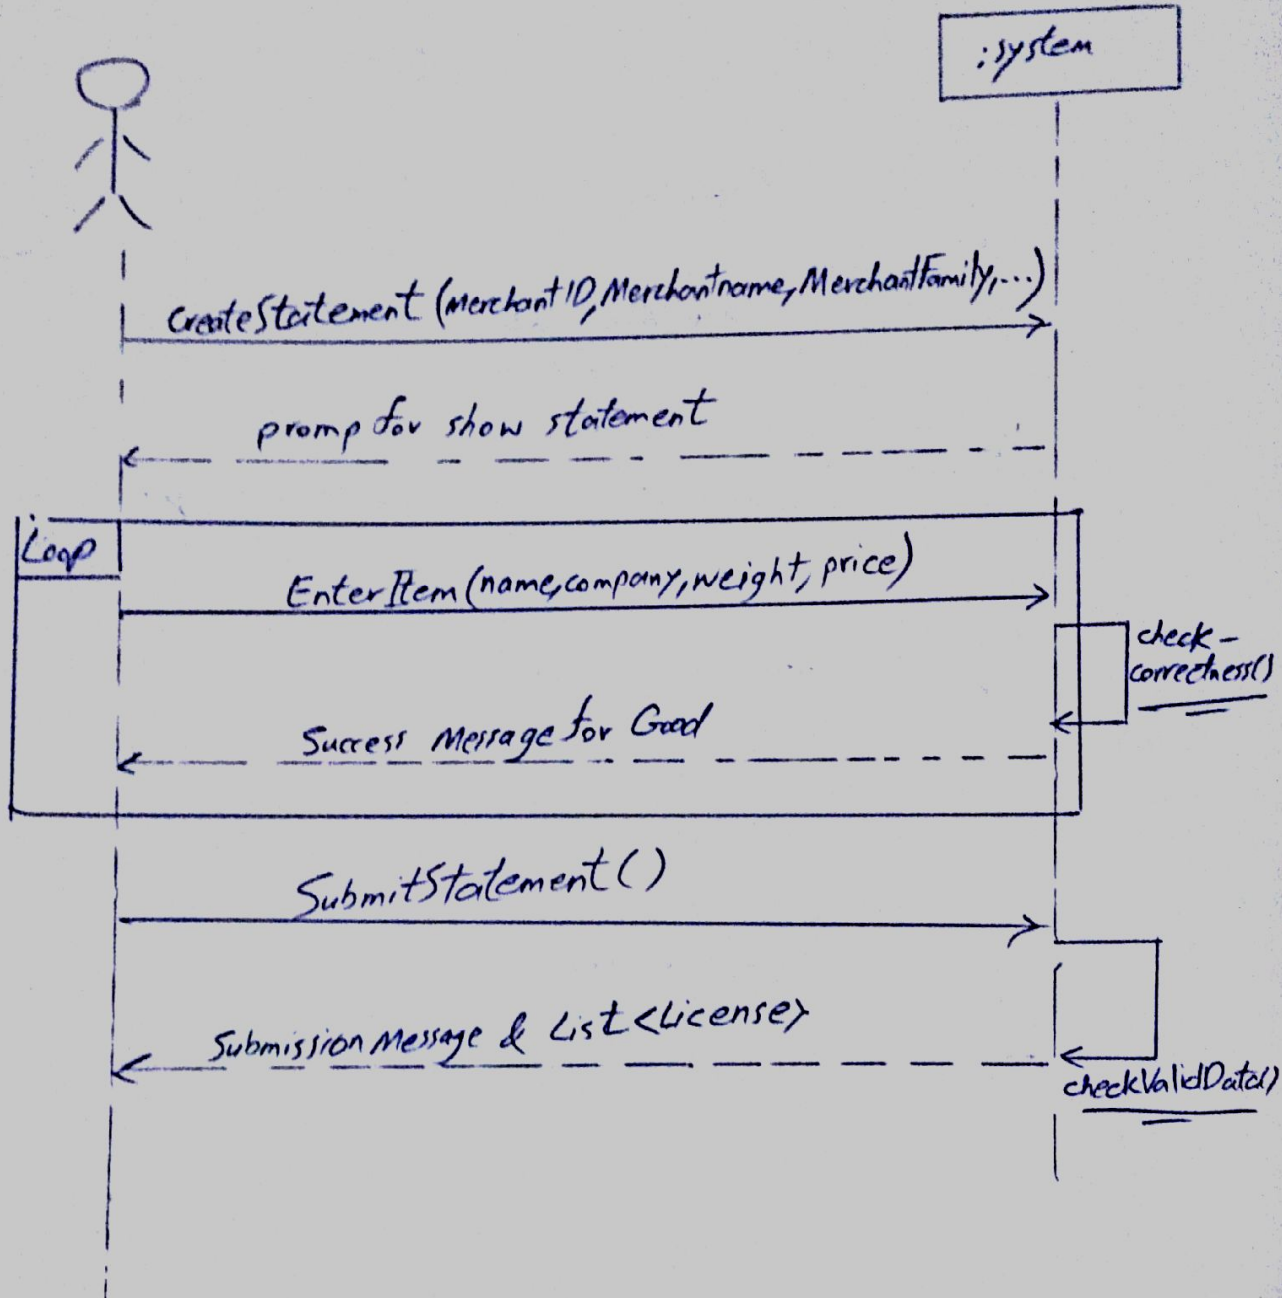 :system
CreateStatement (MerchantID, Merchantname, MerchantFamily, ...)
promp for show statement
Loop
EnterItem (name, company, weight, price)
check-
correctness()
Success Message for Good
SubmitStatement ()
Submission Message & List <License>
checkValidData()